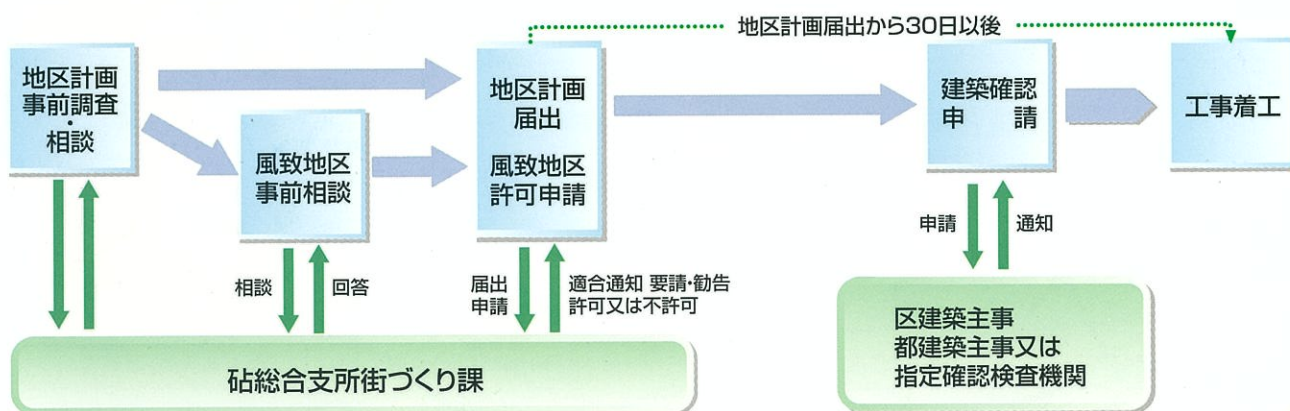 地区計画届出から30日以後
地区計画
事前調査
・
相談
風致地区
事前相談
地区計画
届出
風致地区
許可申請
建築確認
申　　請
工事着工
相談
回答
届出
申請
適合通知 要請・勧告
許可又は不許可
申請
通知
砧総合支所街づくり課
区建築主事
都建築主事又は
指定確認検査機関